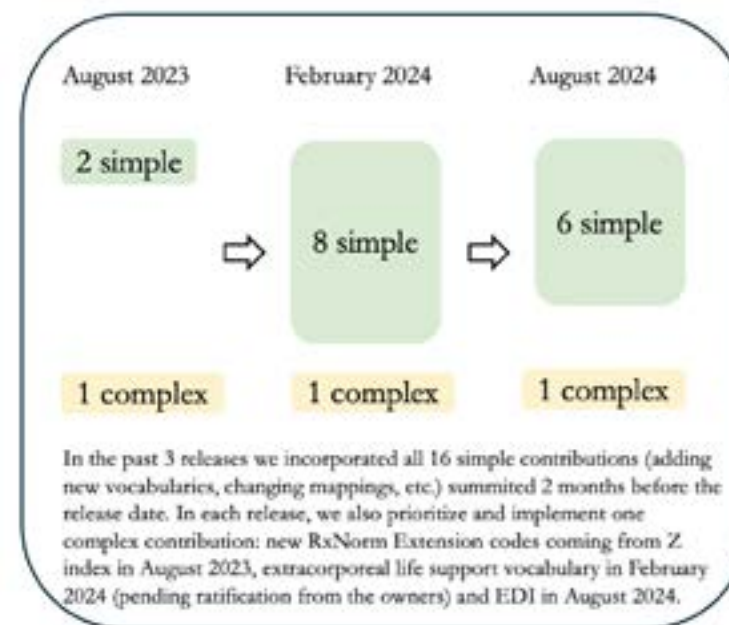 August 2023 February 2024 August 2024
2 simple
8 simple
6 simple
1 complex 1 complex 1 complex
In the past 3 releases we incorporated all 16 simple contributions (adding
new vocabularies, changing mappings, etc.) summited 2 months before the
release date. In each release, we also prioritize and implement one
complex contribution: new RxNorm Extension codes coming from Z
index in August 2023, extracorporeal life support vocabulary in February
2024 (pending ratification from the owners) and EDI in August 2024.